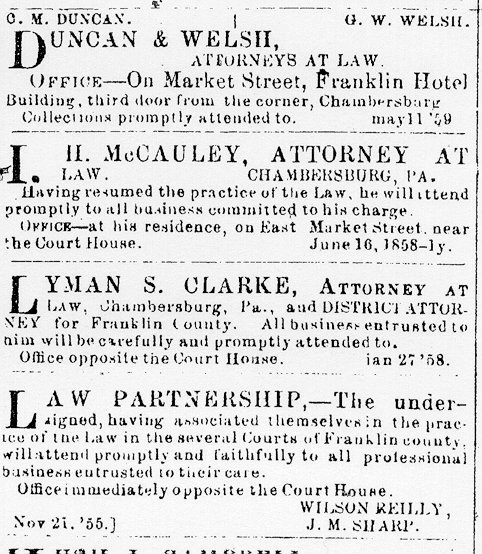 C. M. DUNCAN. | G. W. WELSH.
DUNCAN & WELSH,
ATTORNEYS AT LAW.
OFFICE—On Market Street, Franklin Hotel
Building, third door from the corner, Chambersburg
Collections promptly attended to. may11 '59
I. H. McCAULEY, ATTORNEY AT
LAW. CHAMBERSBURG, PA.
Having resumed the practice of the Law, he will attend
promptly to all business committed to his charge.
OFFICE—at his residence, on East Market Street, near
the Court House. June 16, 1858-1y.
LYMAN S. CLARKE, ATTORNEY AT
LAW, Chambersburg, Pa., and DISTRICT ATTOR-
NEY for Franklin County. All business entrusted to
him will be carefully and promptly attended to.
Office opposite the Court House. jan 27 '58.
LAW PARTNERSHIP,—The under-
signed, having associated themselves in the prac-
tice of the Law in the several Courts of Franklin county,
will attend promptly and faithfully to all professional
business entrusted to their care.
Office immediately opposite the Court House.
WILSON REILLY,
Nov 21, '55.] J. M. SHARP.